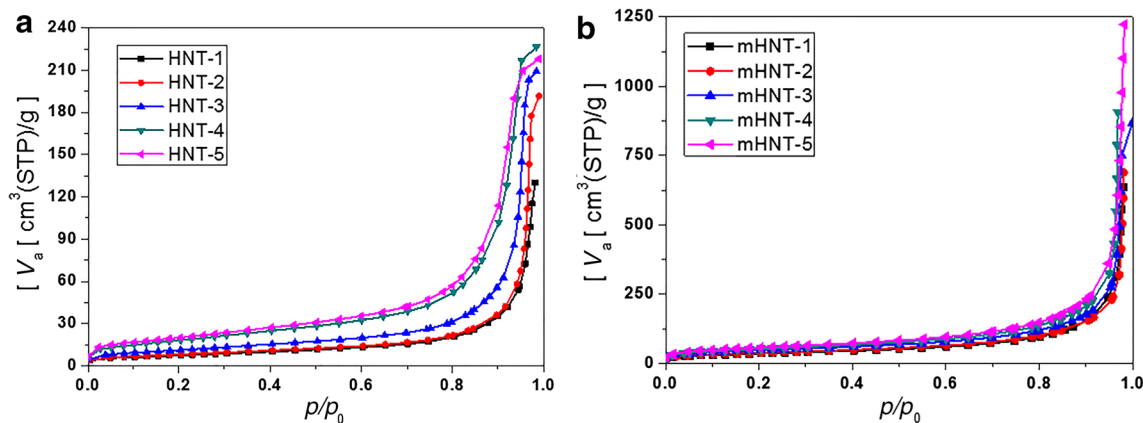 a
[ Va [ cm3(STP)/g]
240
210
180
150
120
90
60
30
0
HNT-1
HNT-2
HNT-3
HNT-4
HNT-5
0.0 0.2 0.4 0.6 0.8 1.0
p/p0
b
[ Va [ cm3(STP)/g]
1250
1000
750
500
250
0
mHNT-1
mHNT-2
mHNT-3
mHNT-4
mHNT-5
0.0 0.2 0.4 0.6 0.8 1.0
p/p0